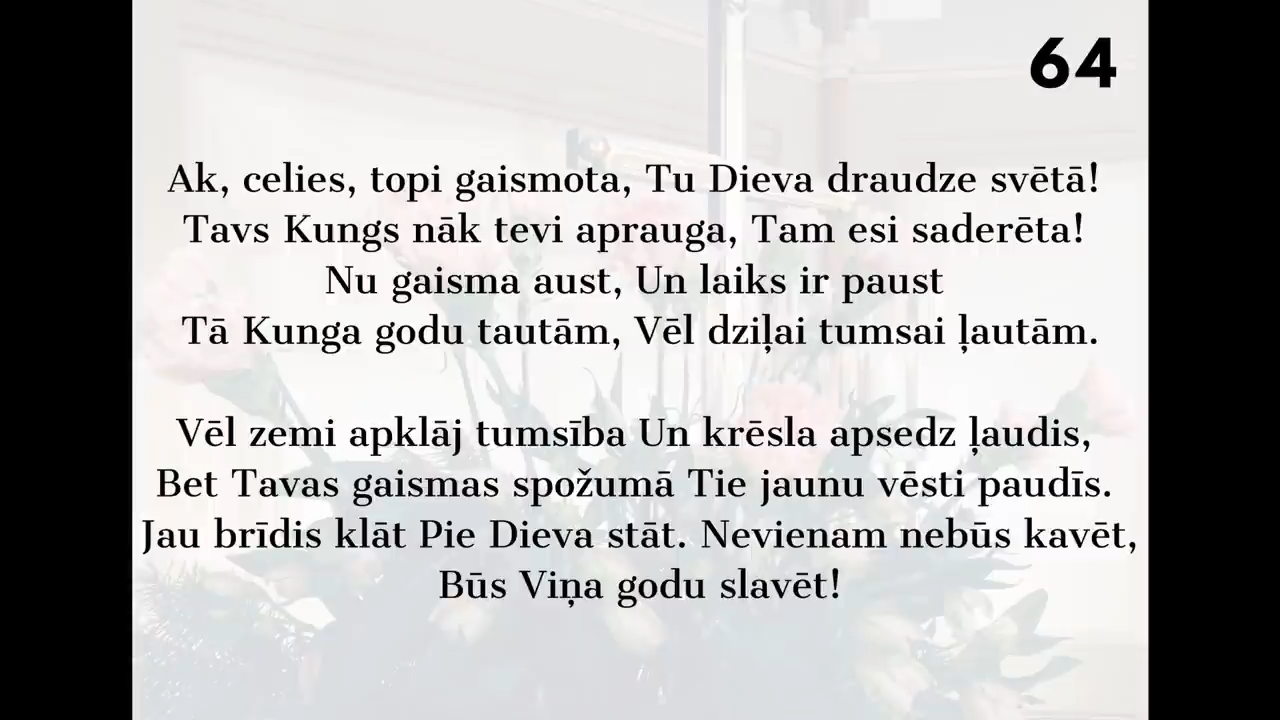 64
Ak, celies, topi gaismota, Tu Dieva draudze svētā!
Tavs Kungs nāk tevi aprauga, Tam esi saderēta!
Nu gaisma aust, Un laiks ir paust
Tā Kunga godu tautām, Vēl dziļai tumsai ļautām.
Vēl zemi apklāj tumsība Un krēsla apsedz ļaudis,
Bet Tavas gaismas spožumā Tie jaunu vēsti paudīs.
Jau brīdis klāt Pie Dieva stāt. Nevienam nebūs kavēt,
Būs Viņa godu slavēt!